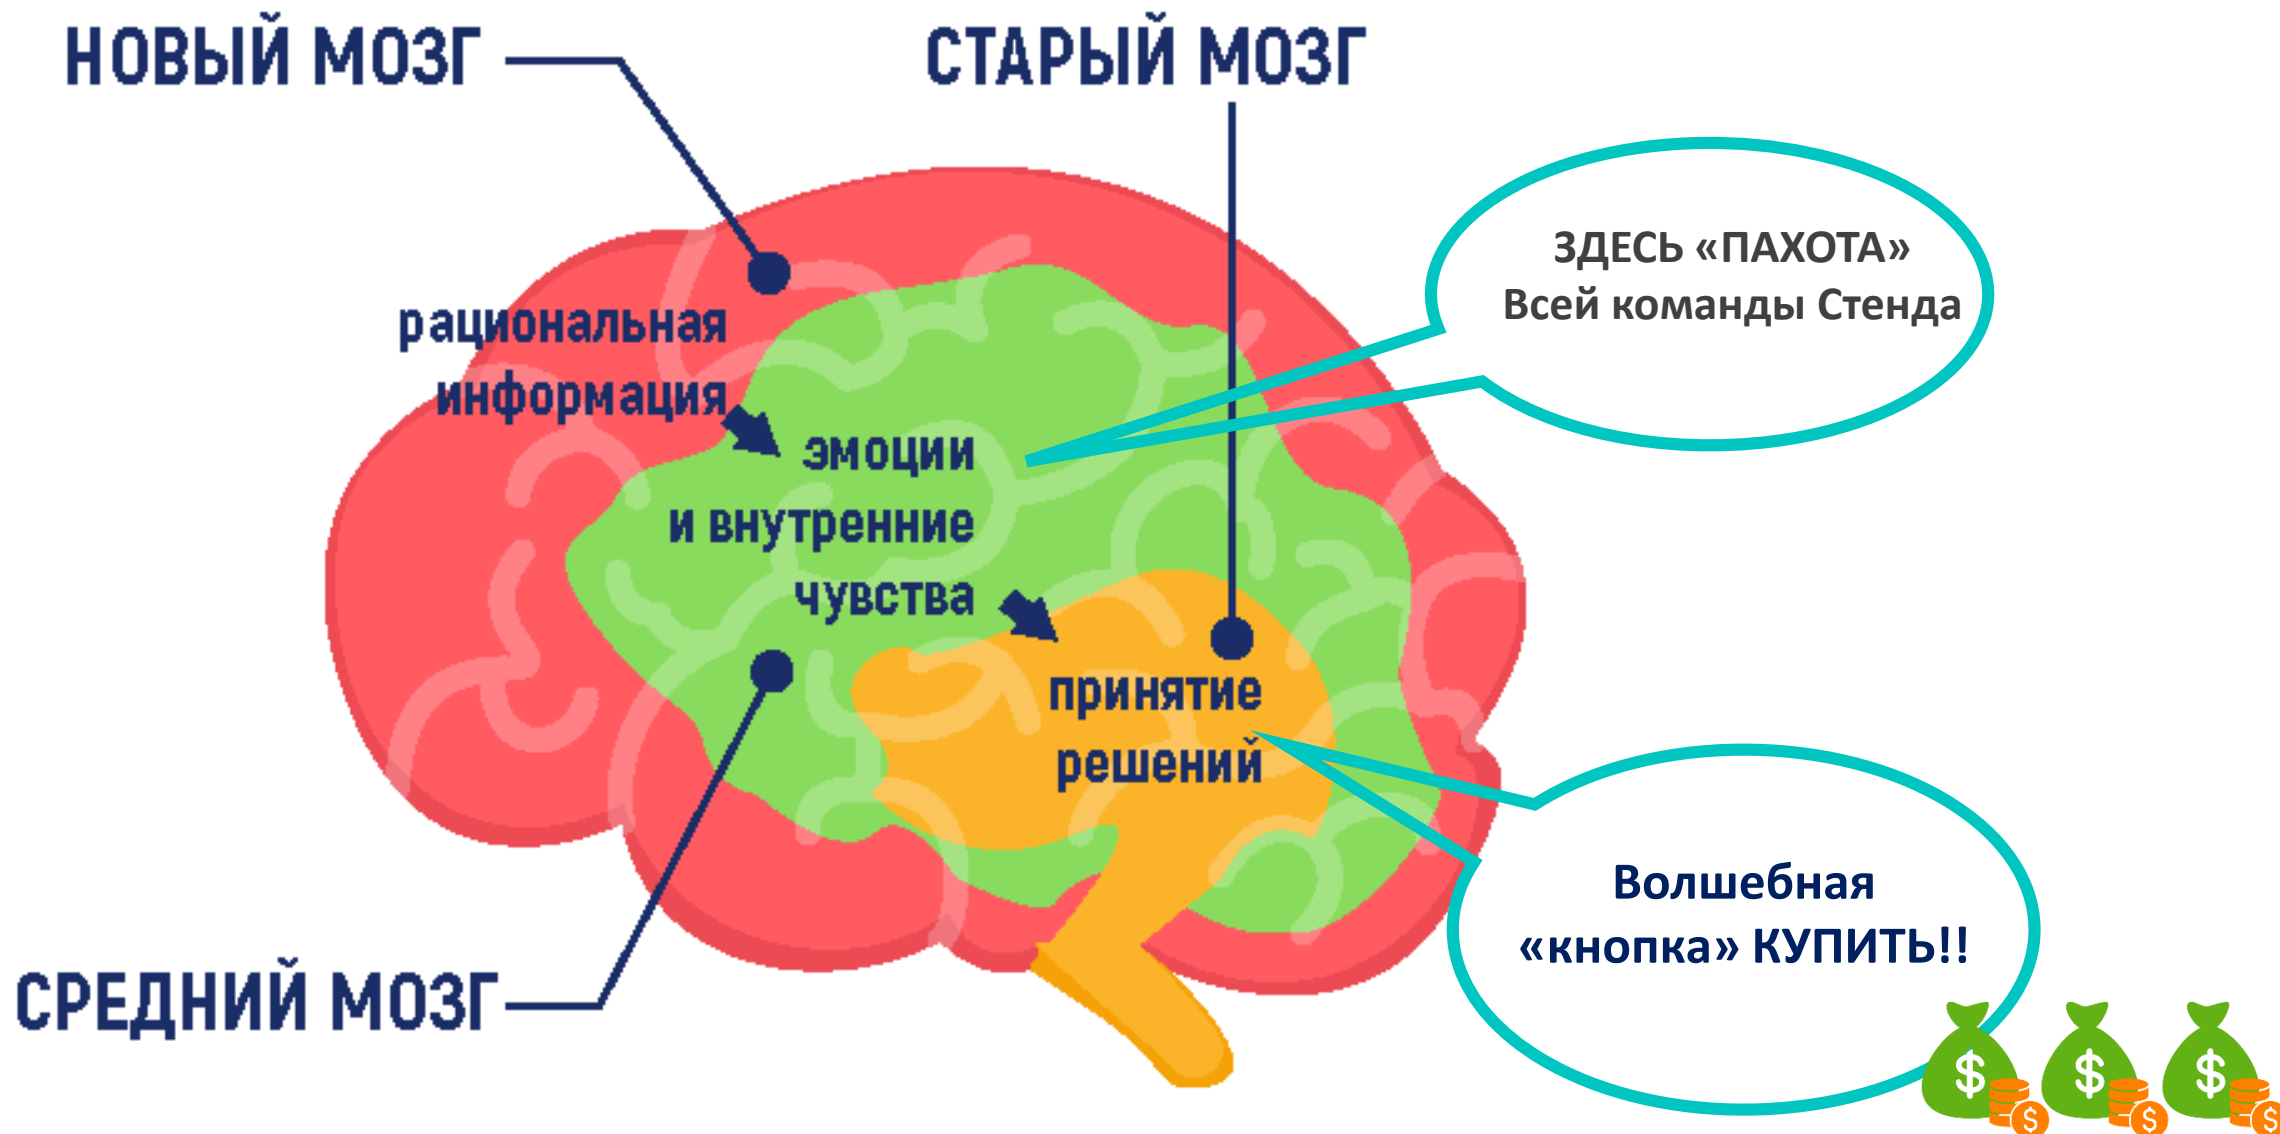 НОВЫЙ МОЗГ
СТАРЫЙ МОЗГ
ЗДЕСЬ «ПАХОТА»
Всей команды Стенда
рациональная
информация
эмоции
и внутренние
чувства
принятие
решений
Волшебная
«кнопка» КУПИТЬ!!
СРЕДНИЙ МОЗГ
$ $ $
$ $ $